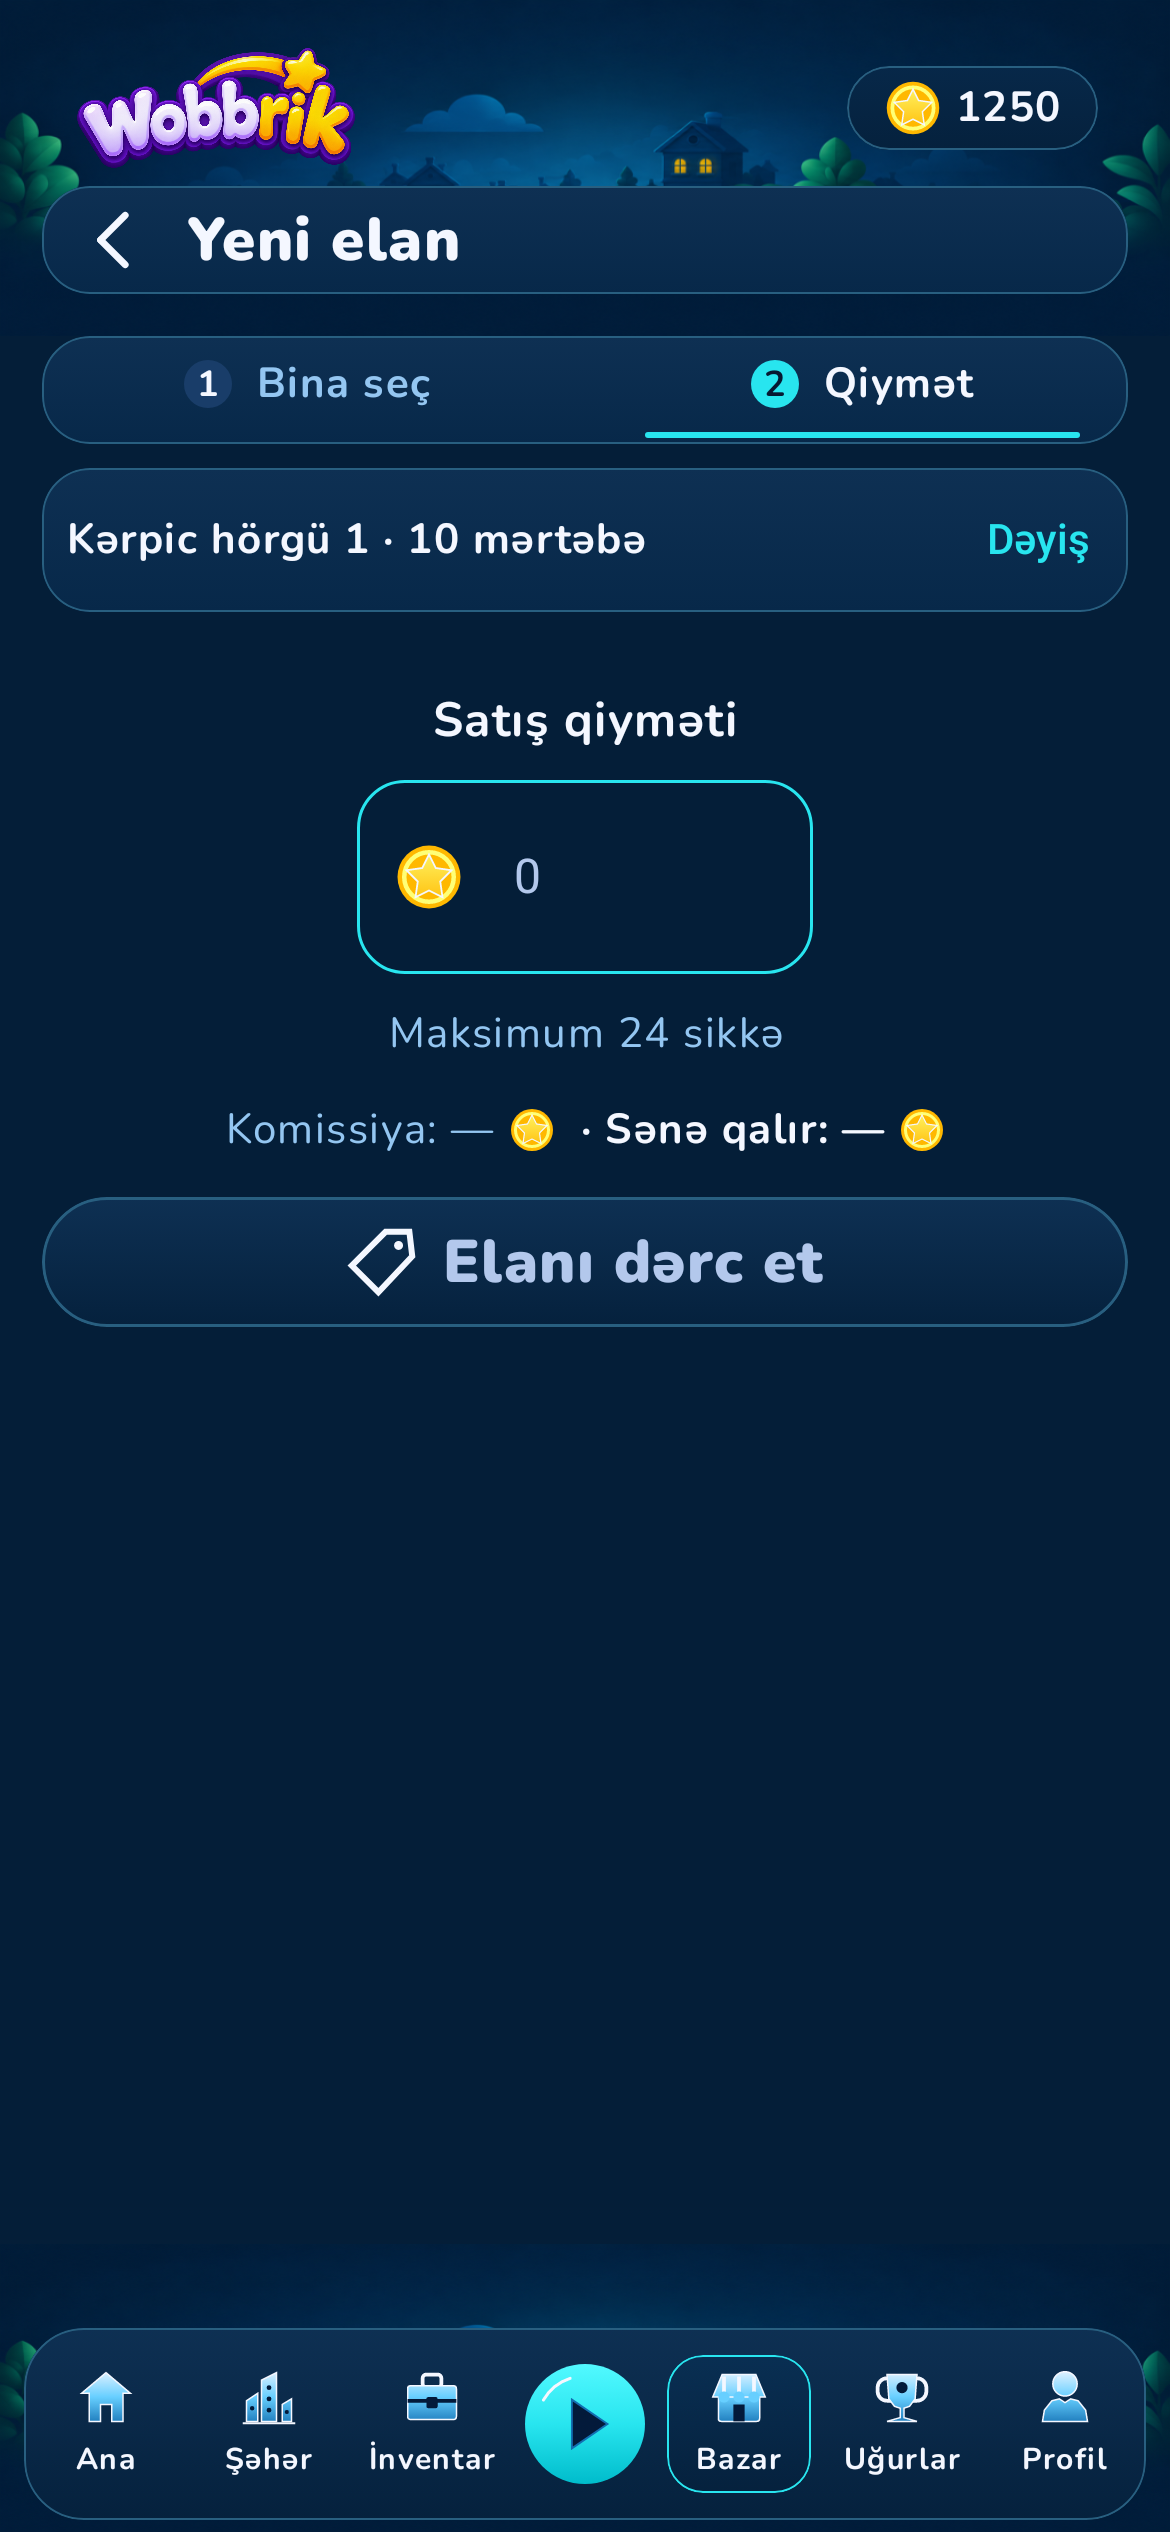 Wobbrik
1250
Yeni elan
1 Bina seç
2 Qiymət
Kərpic hörgü 1 · 10 mərtəbə
Dəyiş
Satış qiyməti
0
Maksimum 24 sikkə
Komissiya: — · Sənə qalır: —
Elanı dərc et
Ana
Şəhər
İnventar
Bazar
Uğurlar
Profil